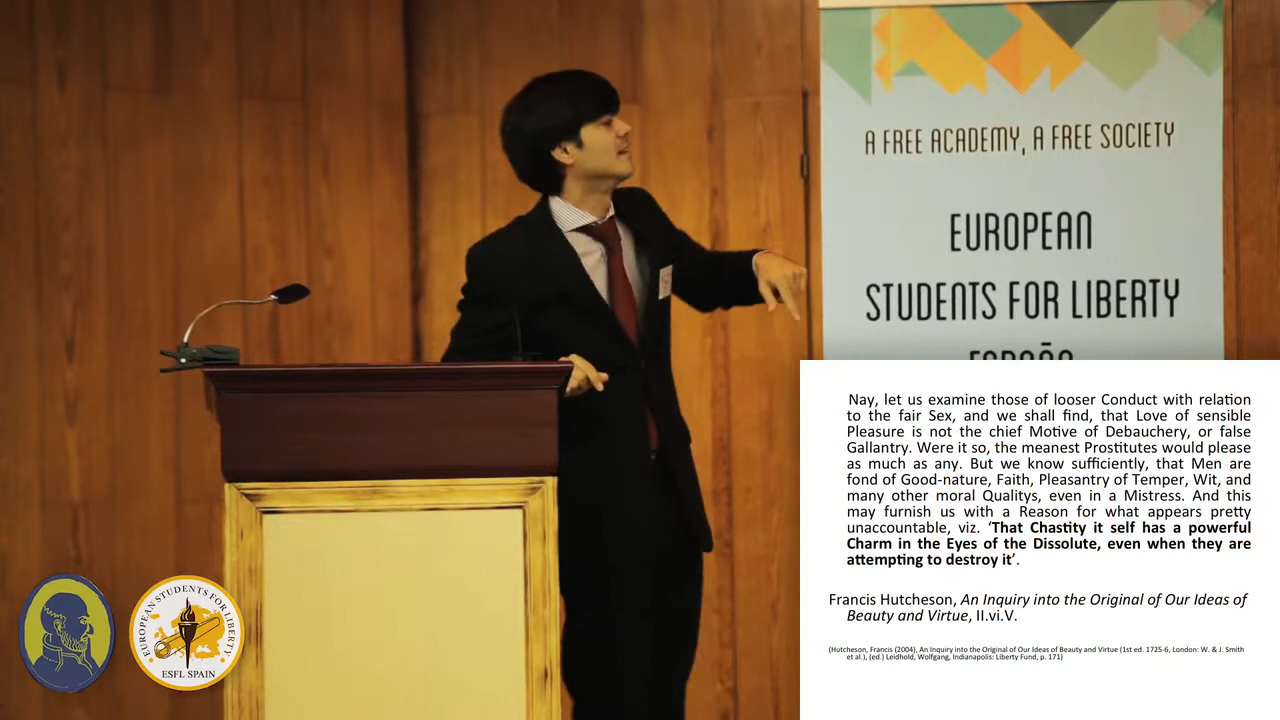 A FREE ACADEMY, A FREE SOCIETY
EUROPEAN
STUDENTS FOR LIBERTY
ESPAÑA
Nay, let us examine those of looser Conduct with relation
to the fair Sex, and we shall find, that Love of sensible
Pleasure is not the chief Motive of Debauchery, or false
Gallantry. Were it so, the meanest Prostitutes would please
as much as any. But we know sufficiently, that Men are
fond of Good-nature, Faith, Pleasantry of Temper, Wit, and
many other moral Qualitys, even in a Mistress. And this
may furnish us with a Reason for what appears pretty
unaccountable, viz. ‘That Chastity it self has a powerful
Charm in the Eyes of the Dissolute, even when they are
attempting to destroy it’.
Francis Hutcheson, An Inquiry into the Original of Our Ideas of
Beauty and Virtue, II.vi.V.
(Hutcheson, Francis (2004), An Inquiry into the Original of Our Ideas of Beauty and Virtue (1st ed. 1725-6, London: W. & J. Smith
et al.), (ed.) Leidhold, Wolfgang, Indianapolis: Liberty Fund, p. 171)
EUROPEAN STUDENTS FOR LIBERTY
ESFL SPAIN